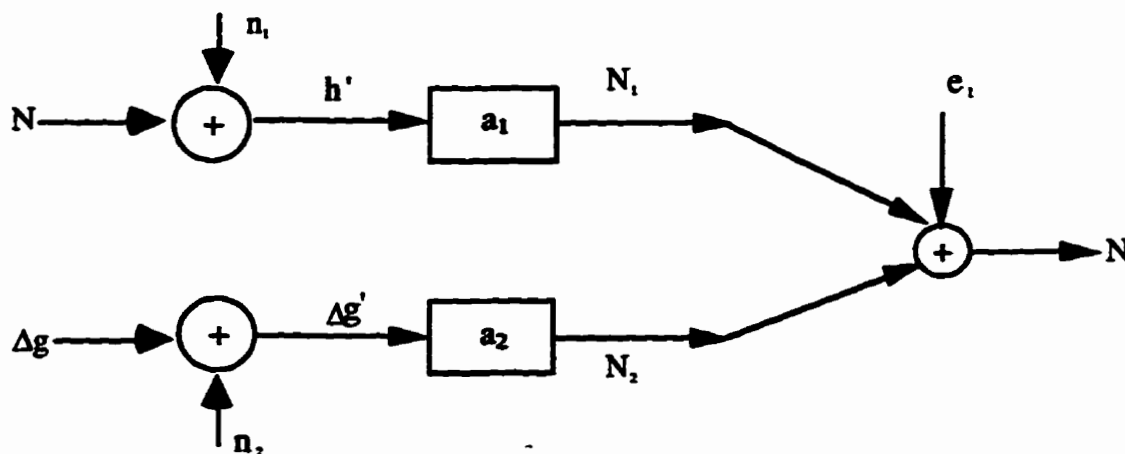 n₁
N
+
h'
a₁
N₁
e₁
+
N
Δg
+
Δg'
a₂
N₂
n₂